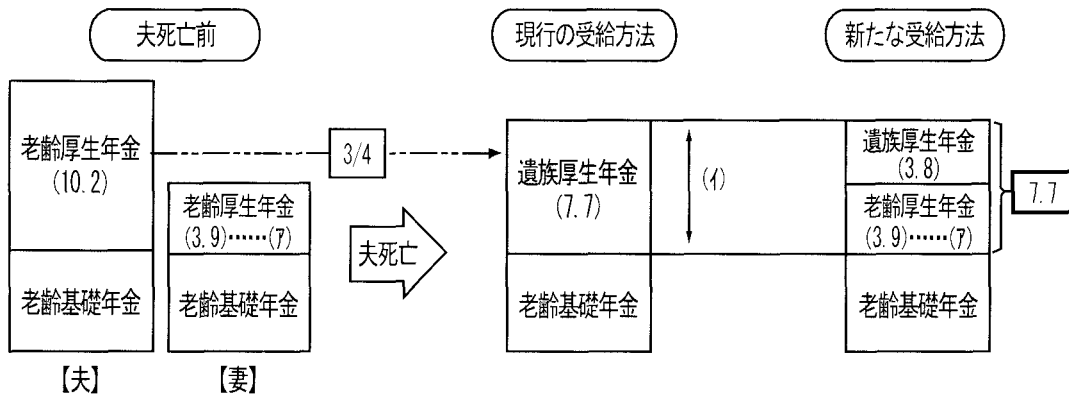 夫死亡前
現行の受給方法
新たな受給方法
老齢厚生年金
(10.2)
3/4
老齢厚生年金
(3.9)……(ア)
老齢基礎年金
老齢基礎年金
【夫】
【妻】
夫死亡
遺族厚生年金
(7.7)
(イ)
老齢基礎年金
遺族厚生年金
(3.8)
老齢厚生年金
(3.9)……(ア)
7.7
老齢基礎年金